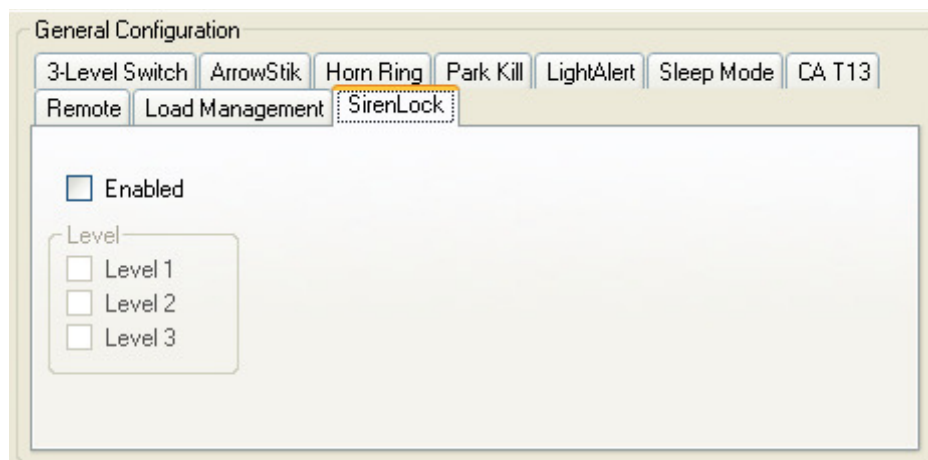 General Configuration
3-Level Switch ArrowStik Horn Ring Park Kill LightAlert Sleep Mode CA T13
Remote Load Management SirenLock
Enabled
Level
Level 1
Level 2
Level 3